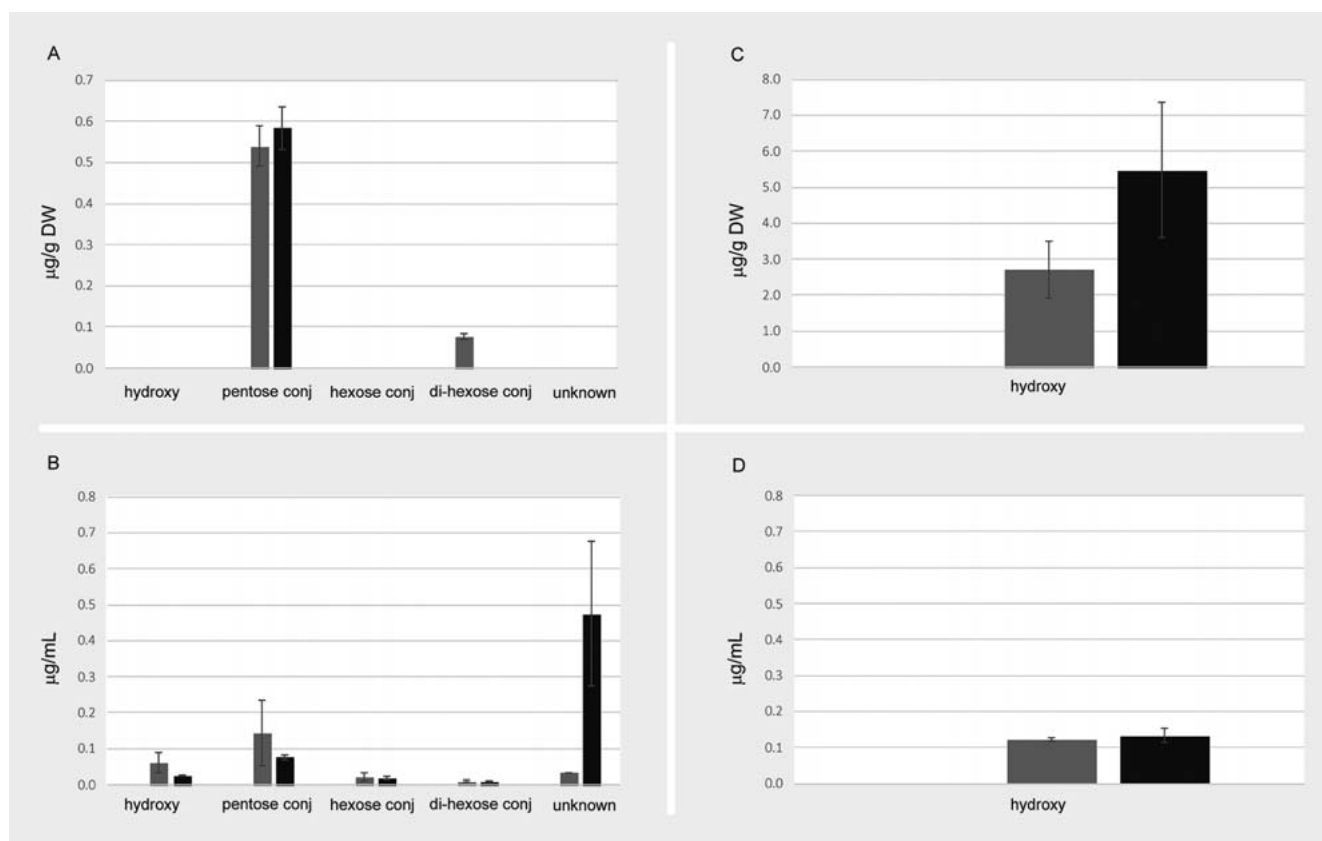 A
0.7
0.6
0.5
0.4
0.3
0.2
0.1
0.0
μg/g DW
hydroxy pentose conj hexose conj di-hexose conj unknown
C
8.0
7.0
6.0
5.0
4.0
3.0
2.0
1.0
0.0
μg/g DW
hydroxy
B
0.8
0.7
0.6
0.5
0.4
0.3
0.2
0.1
0.0
μg/mL
hydroxy pentose conj hexose conj di-hexose conj unknown
D
0.8
0.7
0.6
0.5
0.4
0.3
0.2
0.1
0.0
μg/mL
hydroxy